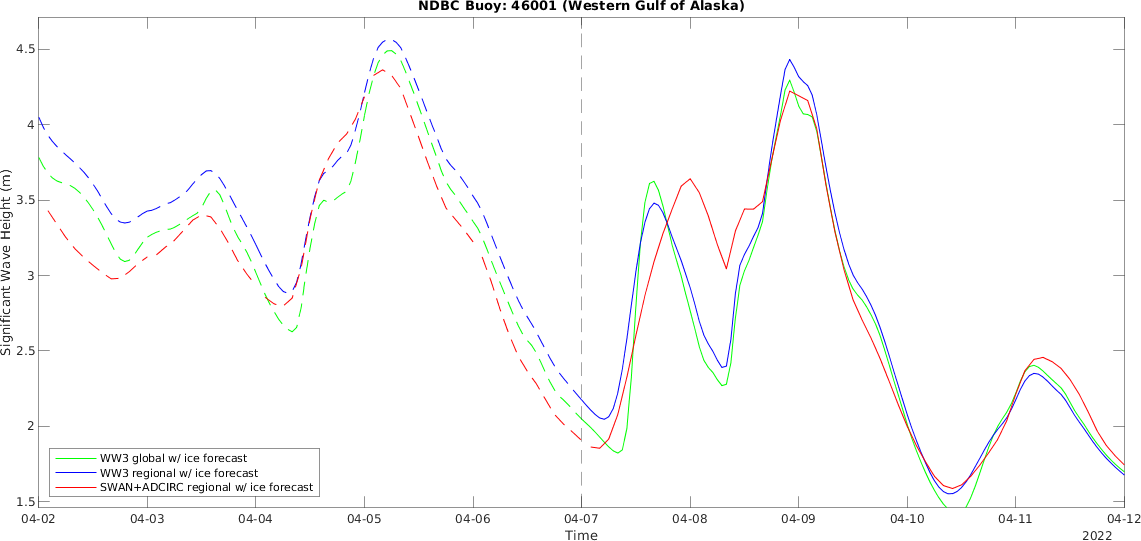 NDBC Buoy: 46001 (Western Gulf of Alaska)
Significant Wave Height (m)
4.5
4
3.5
3
2.5
2
1.5
WW3 global w/ ice forecast
WW3 regional w/ ice forecast
SWAN+ADCIRC regional w/ ice forecast
04-02 04-03 04-04 04-05 04-06 04-07 04-08 04-09 04-10 04-11 04-12
Time
2022